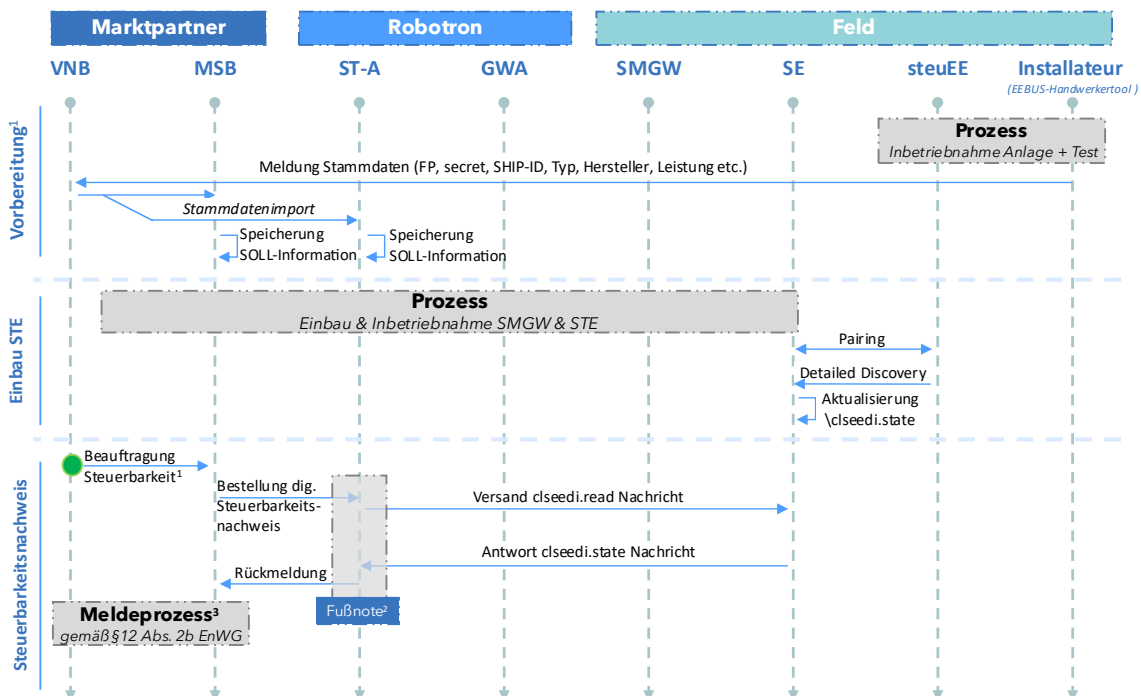 Marktpartner
Robotron
Feld
VNB
MSB
ST-A
GWA
SMGW
SE
steuEE
Installateur
(EEBUS-Handwerkertool )
Vorbereitung¹
Prozess
Inbetriebnahme Anlage + Test
Meldung Stammdaten (FP, secret, SHIP-ID, Typ, Hersteller, Leistung etc.)
Stammdatenimport
Speicherung
SOLL-Information
Speicherung
SOLL-Information
Einbau STE
Prozess
Einbau & Inbetriebnahme SMGW & STE
Pairing
Detailed Discovery
Aktualisierung
\clseedi.state
Steuerbarkeitsnachweis
Beauftragung
Steuerbarkeit¹
Bestellung dig.
Steuerbarkeits-
nachweis
Versand clseedi.read Nachricht
Antwort clseedi.state Nachricht
Rückmeldung
Fußnote²
Meldeprozess³
gemäß §12 Abs. 2b EnWG